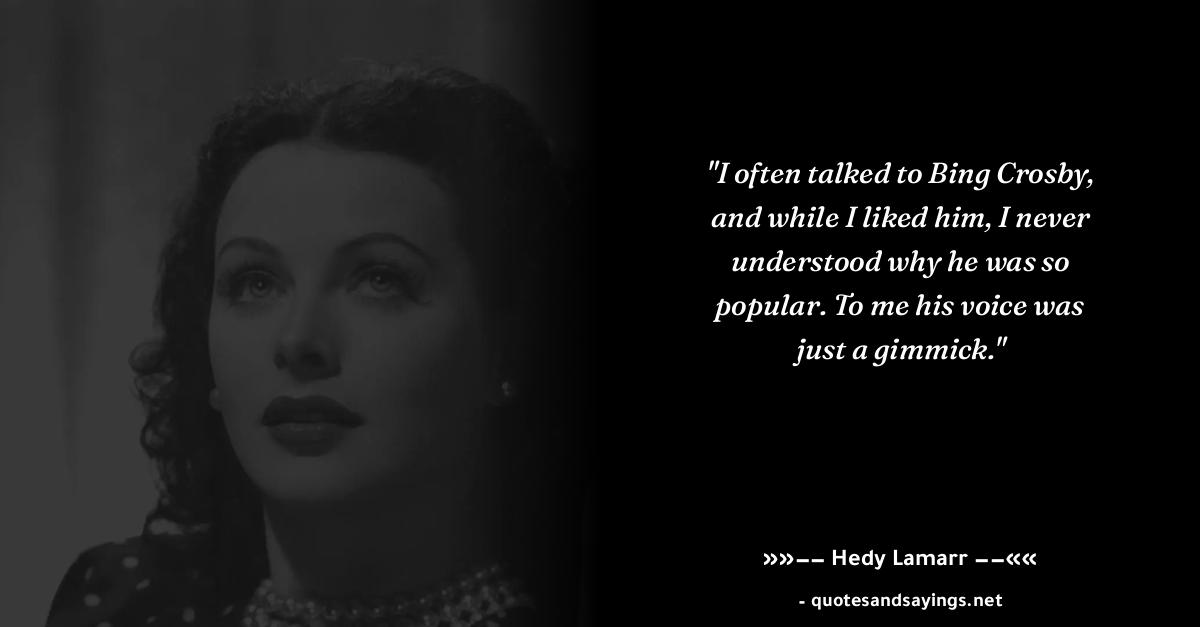 "I often talked to Bing Crosby,
and while I liked him, I never
understood why he was so
popular. To me his voice was
just a gimmick."
»»–– Hedy Lamarr ––««
- quotesandsayings.net